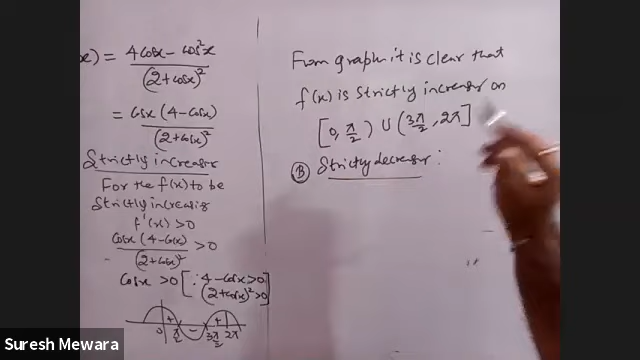 x) = 4cosx - cos²x / (2+cosx)²
= cosx (4-cosx) / (2+cosx)²
Strictly increasing
For the f(x) to be
strictly increasing
f'(x) > 0
cosx (4-cosx) / (2+cosx)² > 0
cosx > 0 [∵ 4-cosx>0
(2+cosx)²>0]
+ - +
0 π/2 3π/2 2π
From graph it is clear that
f(x) is strictly increasing on
[0, π/2) ∪ (3π/2, 2π]
Ⓑ Strictly decreasing :
Suresh Mewara